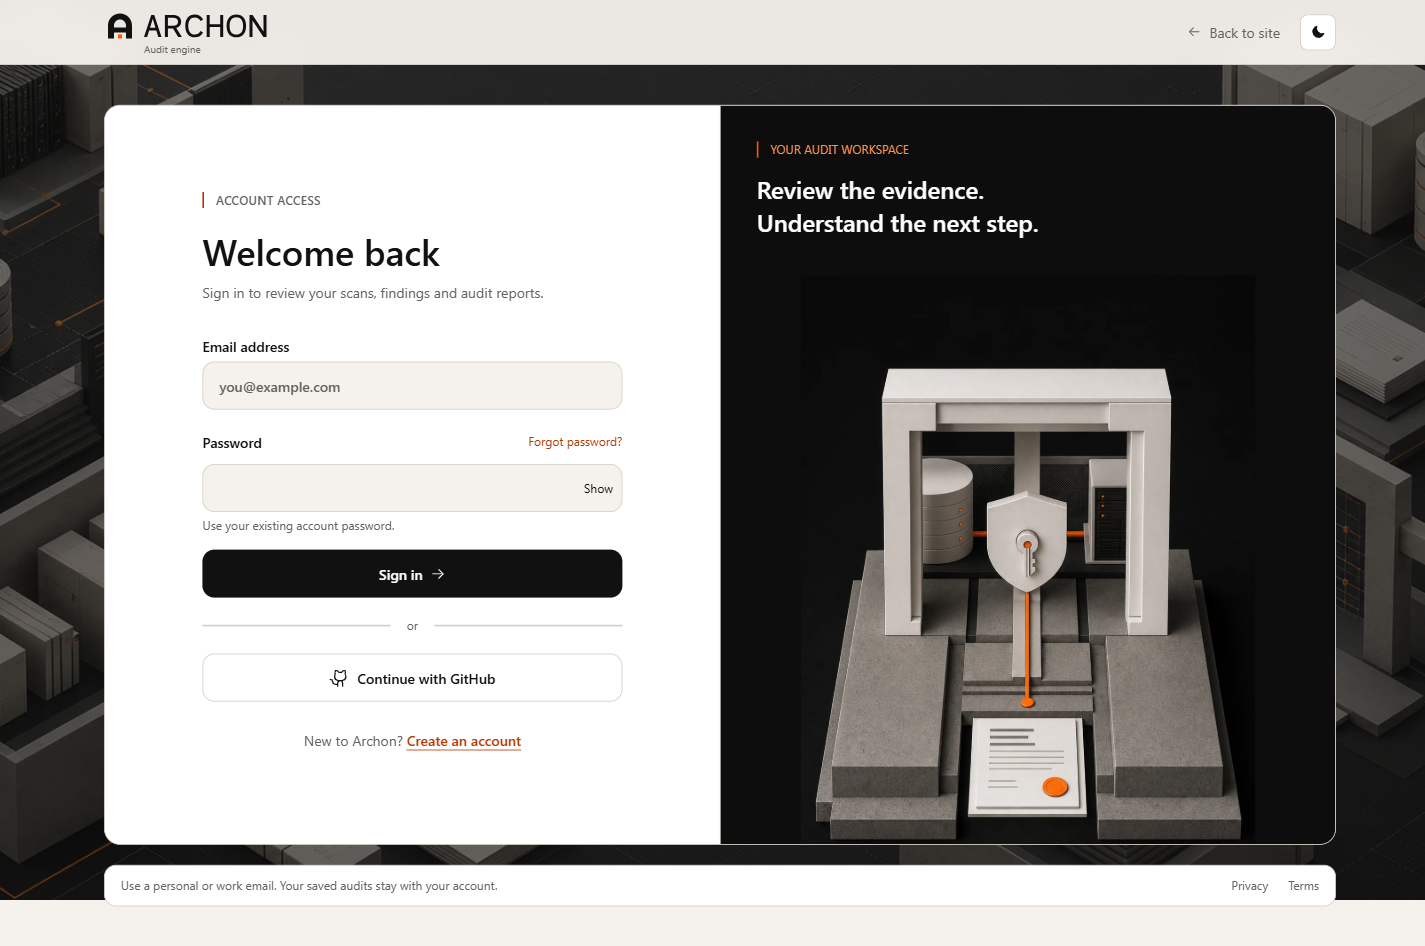 ARCHON
Audit engine
Back to site
ACCOUNT ACCESS
Welcome back
Sign in to review your scans, findings and audit reports.
Email address
you@example.com
Password
Forgot password?
Show
Use your existing account password.
Sign in
or
Continue with GitHub
New to Archon? Create an account
YOUR AUDIT WORKSPACE
Review the evidence.
Understand the next step.
Use a personal or work email. Your saved audits stay with your account.
Privacy
Terms